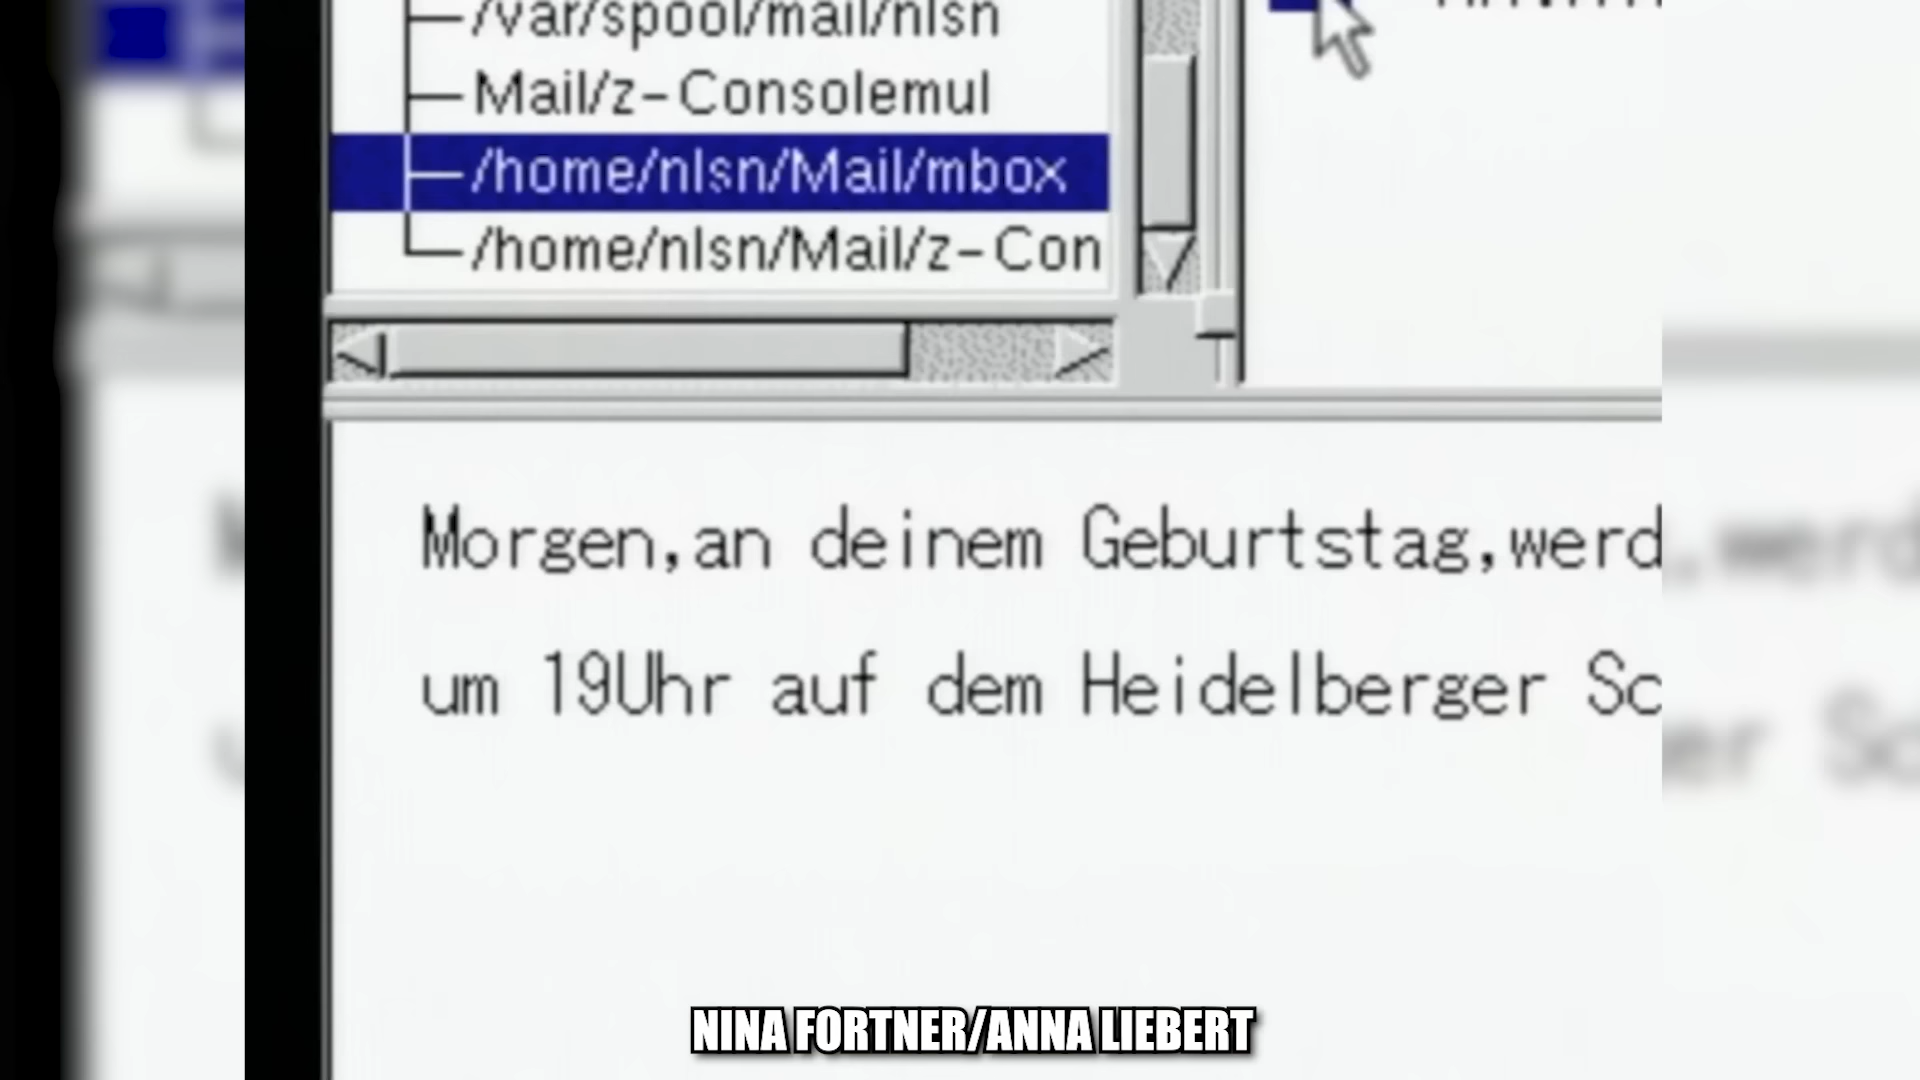 /var/spool/mail/nlsn
Mail/z-Consolemul
/home/nlsn/Mail/mbox
/home/nlsn/Mail/z-Con
Morgen,an deinem Geburtstag,werd
um 19Uhr auf dem Heidelberger Sc
NINA FORTNER/ANNA LIEBERT